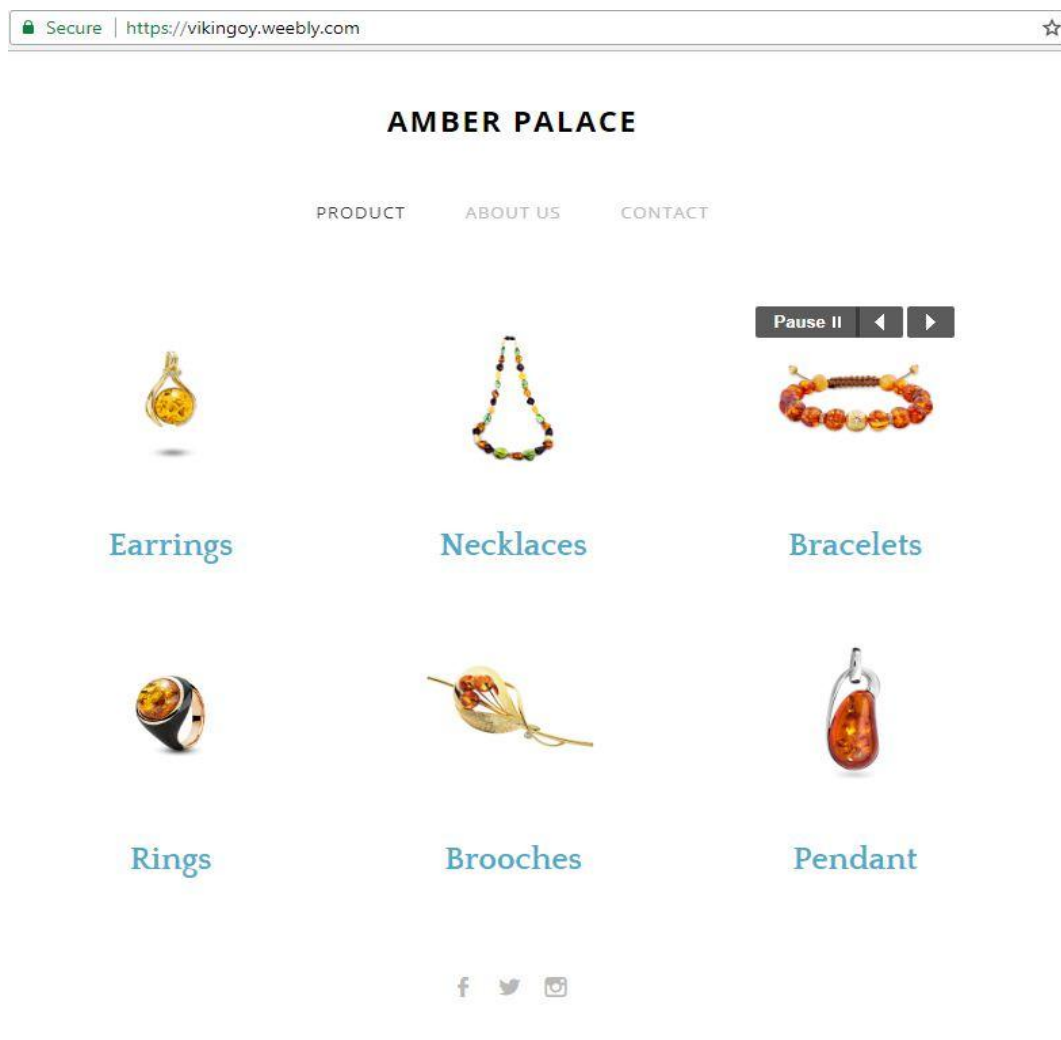 Secure | https://vikingoy.weebly.com
AMBER PALACE
PRODUCT ABOUT US CONTACT
Pause II
Earrings Necklaces Bracelets
Rings Brooches Pendant